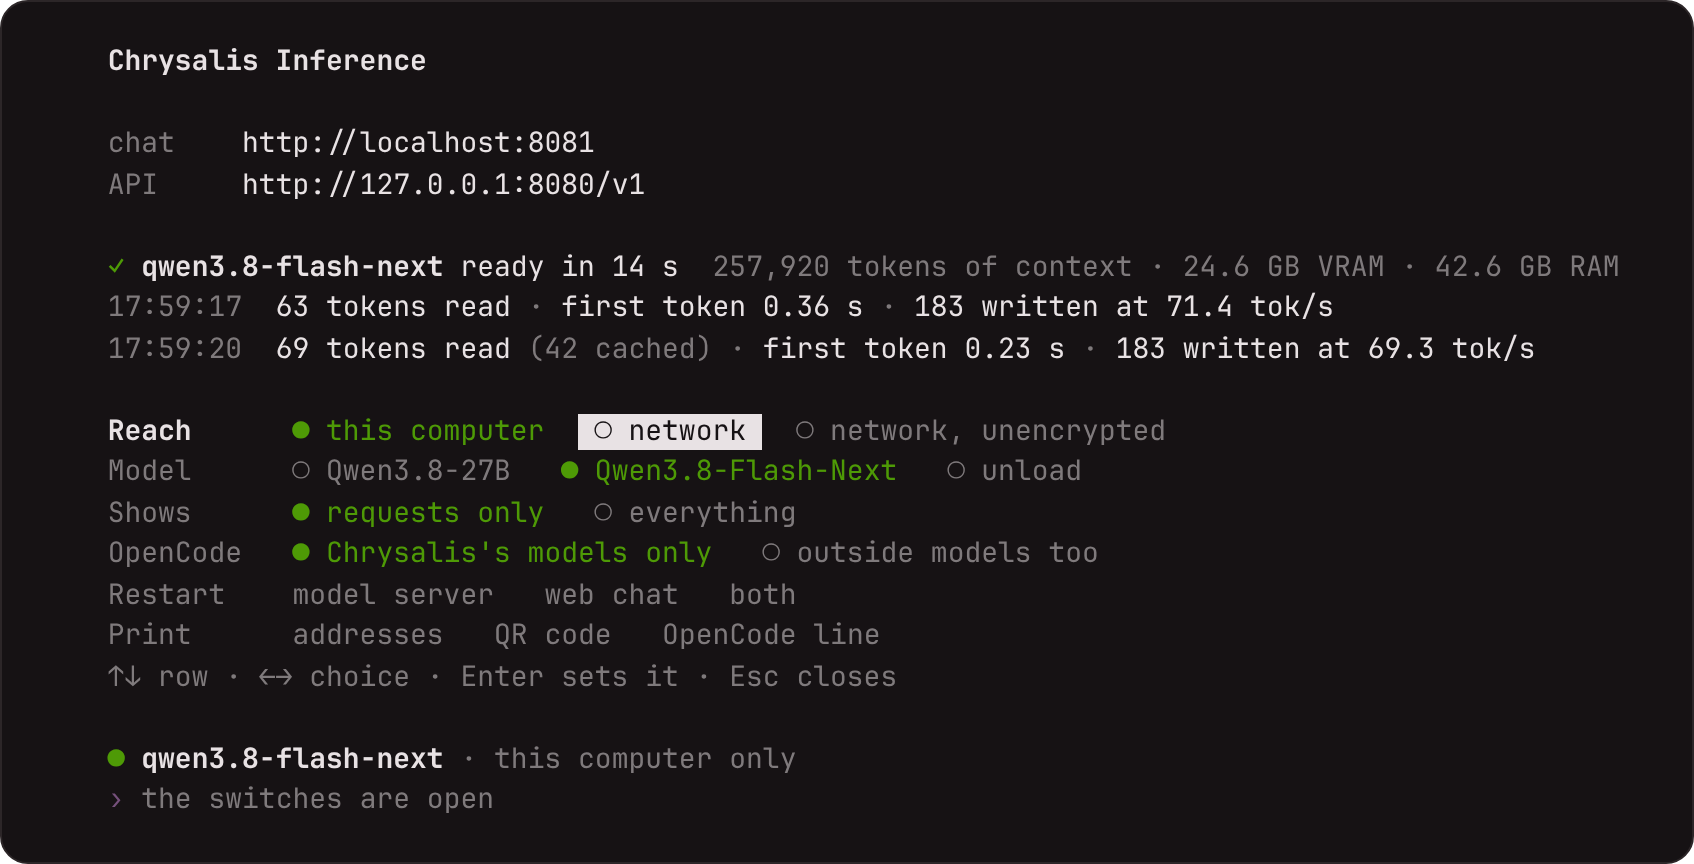 Chrysalis Inference
chat http://localhost:8081
API http://127.0.0.1:8080/v1
✓ qwen3.8-flash-next ready in 14 s 257,920 tokens of context · 24.6 GB VRAM · 42.6 GB RAM
17:59:17 63 tokens read · first token 0.36 s · 183 written at 71.4 tok/s
17:59:20 69 tokens read (42 cached) · first token 0.23 s · 183 written at 69.3 tok/s
Reach ● this computer ○ network ○ network, unencrypted
Model ○ Qwen3.8-27B ● Qwen3.8-Flash-Next ○ unload
Shows ● requests only ○ everything
OpenCode ● Chrysalis's models only ○ outside models too
Restart model server web chat both
Print addresses QR code OpenCode line
↑↓ row · ←→ choice · Enter sets it · Esc closes
● qwen3.8-flash-next · this computer only
› the switches are open